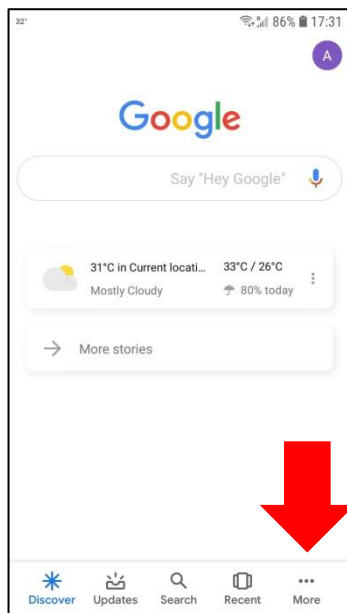 32° 86% 17:31
A
Google
Say "Hey Google"
31°C in Current locati... 33°C / 26°C
Mostly Cloudy 80% today
More stories
Discover Updates Search Recent More